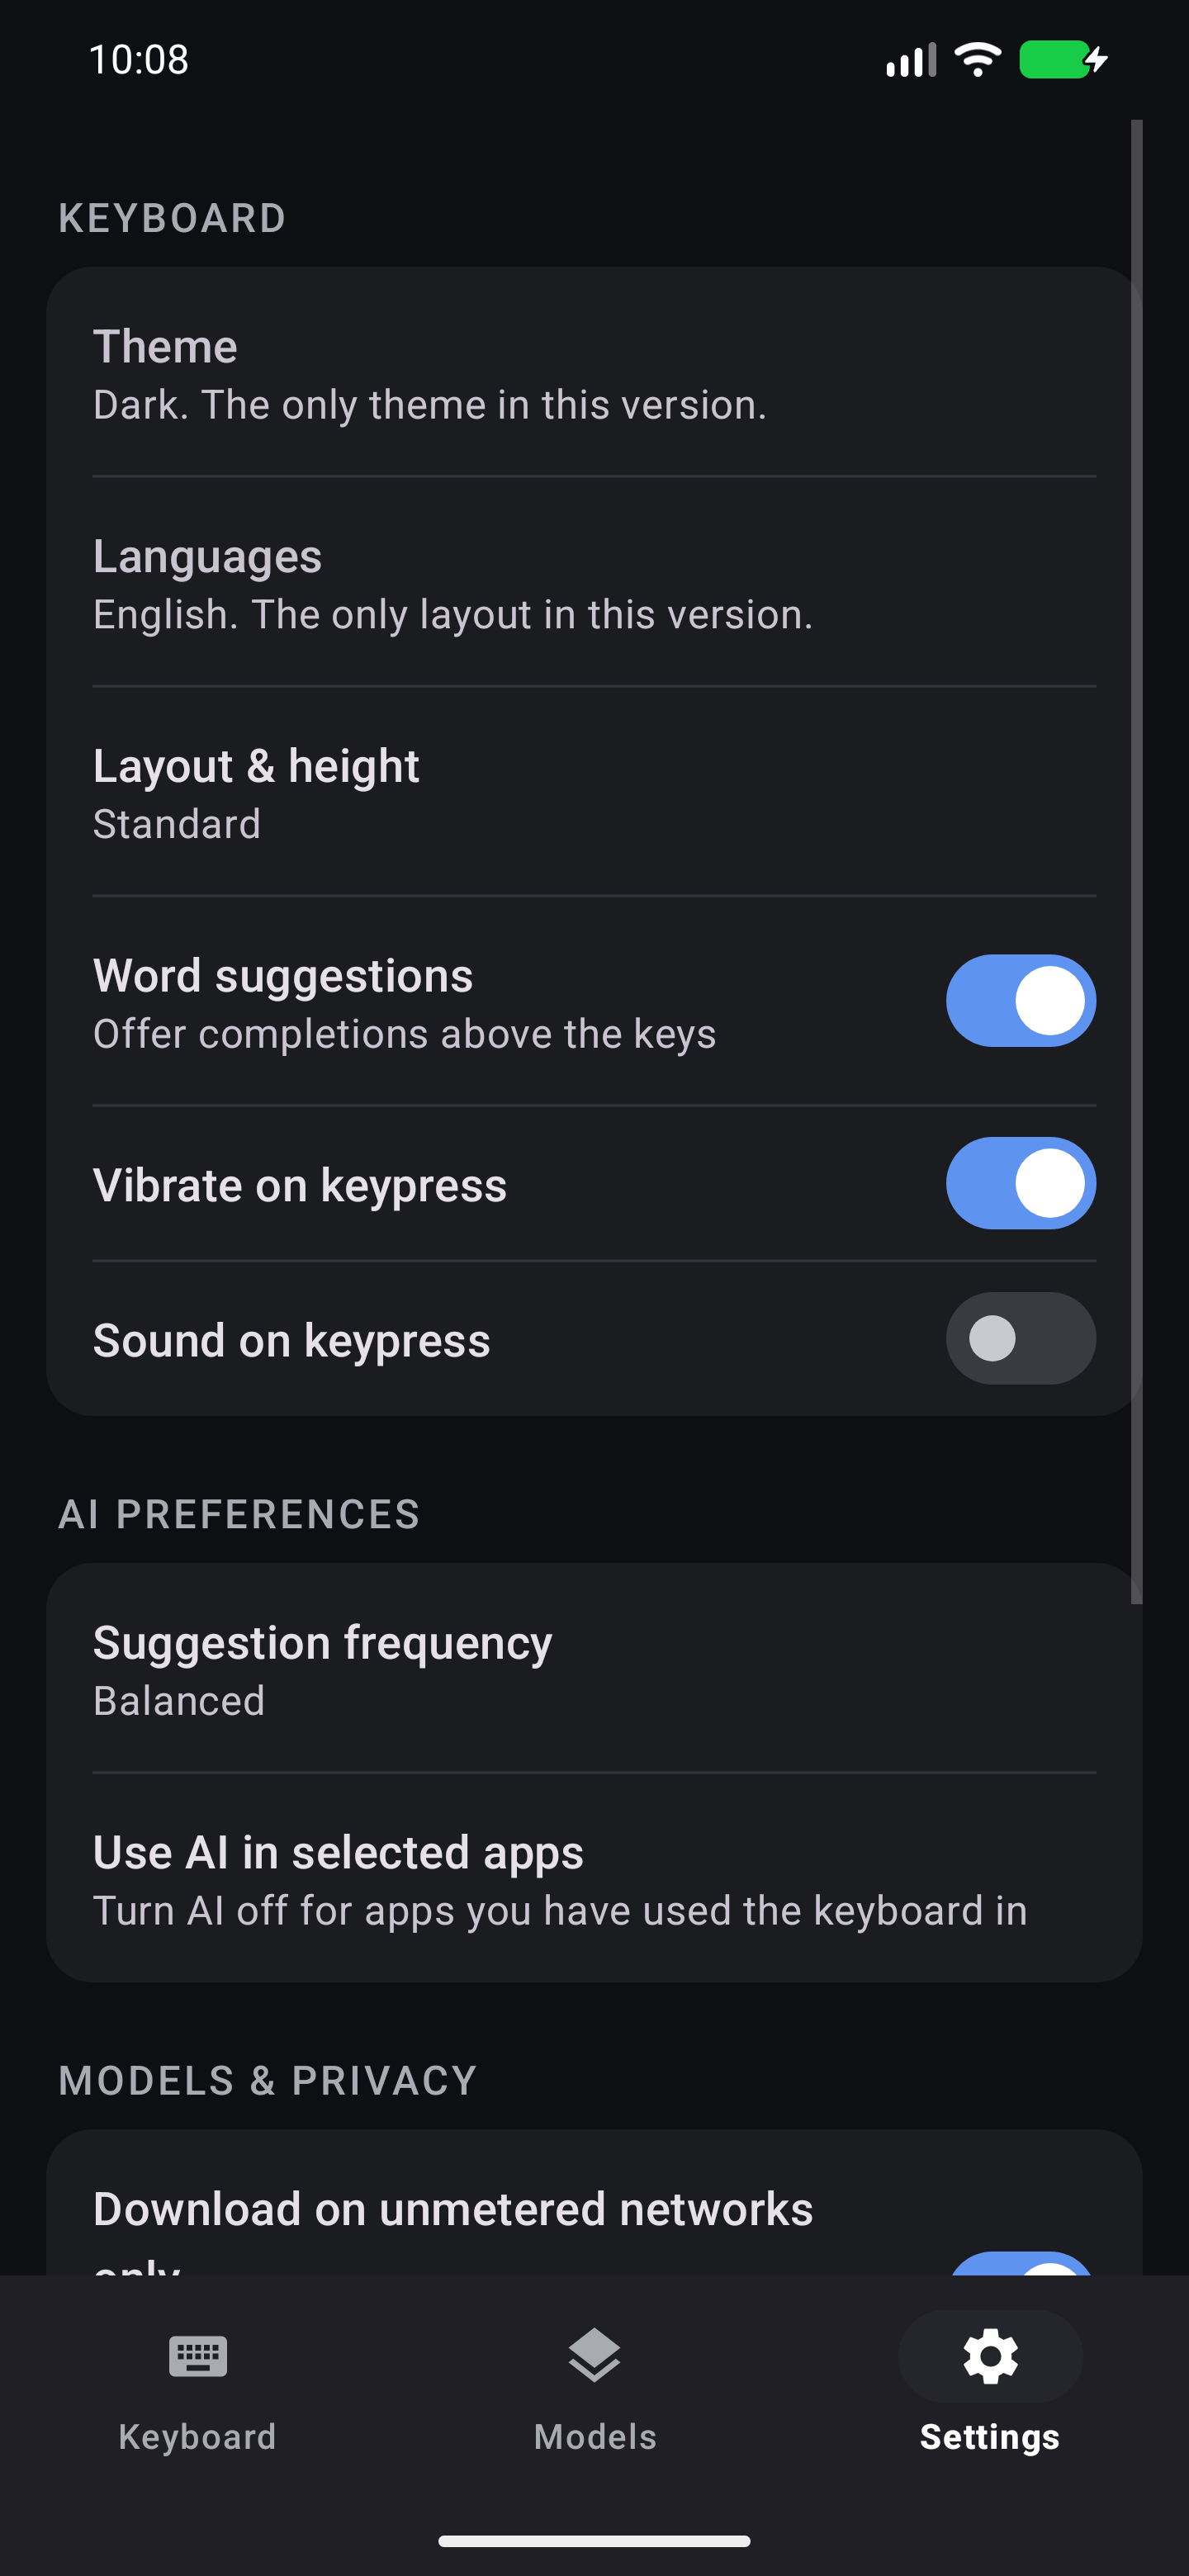 10:08
KEYBOARD
Theme
Dark. The only theme in this version.
Languages
English. The only layout in this version.
Layout & height
Standard
Word suggestions
Offer completions above the keys
Vibrate on keypress
Sound on keypress
AI PREFERENCES
Suggestion frequency
Balanced
Use AI in selected apps
Turn AI off for apps you have used the keyboard in
MODELS & PRIVACY
Download on unmetered networks
only
Keyboard
Models
Settings